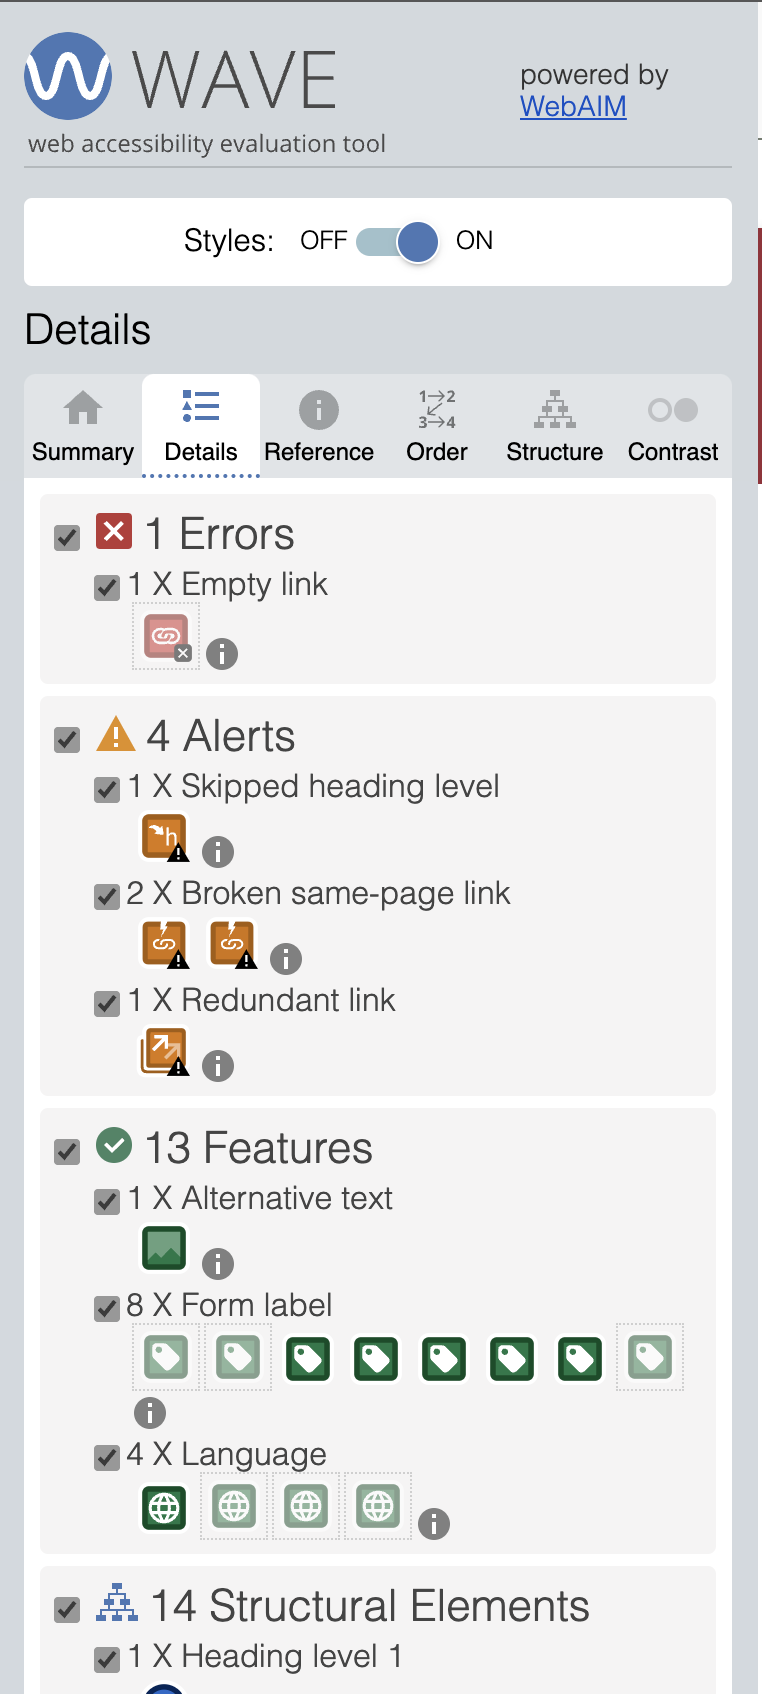 WAVE
powered by
WebAIM
web accessibility evaluation tool
Styles: OFF ON
Details
1 2
3 4
Summary Details Reference Order Structure Contrast
1 Errors
1 X Empty link
4 Alerts
1 X Skipped heading level
h
2 X Broken same-page link
1 X Redundant link
13 Features
1 X Alternative text
8 X Form label
4 X Language
14 Structural Elements
1 X Heading level 1